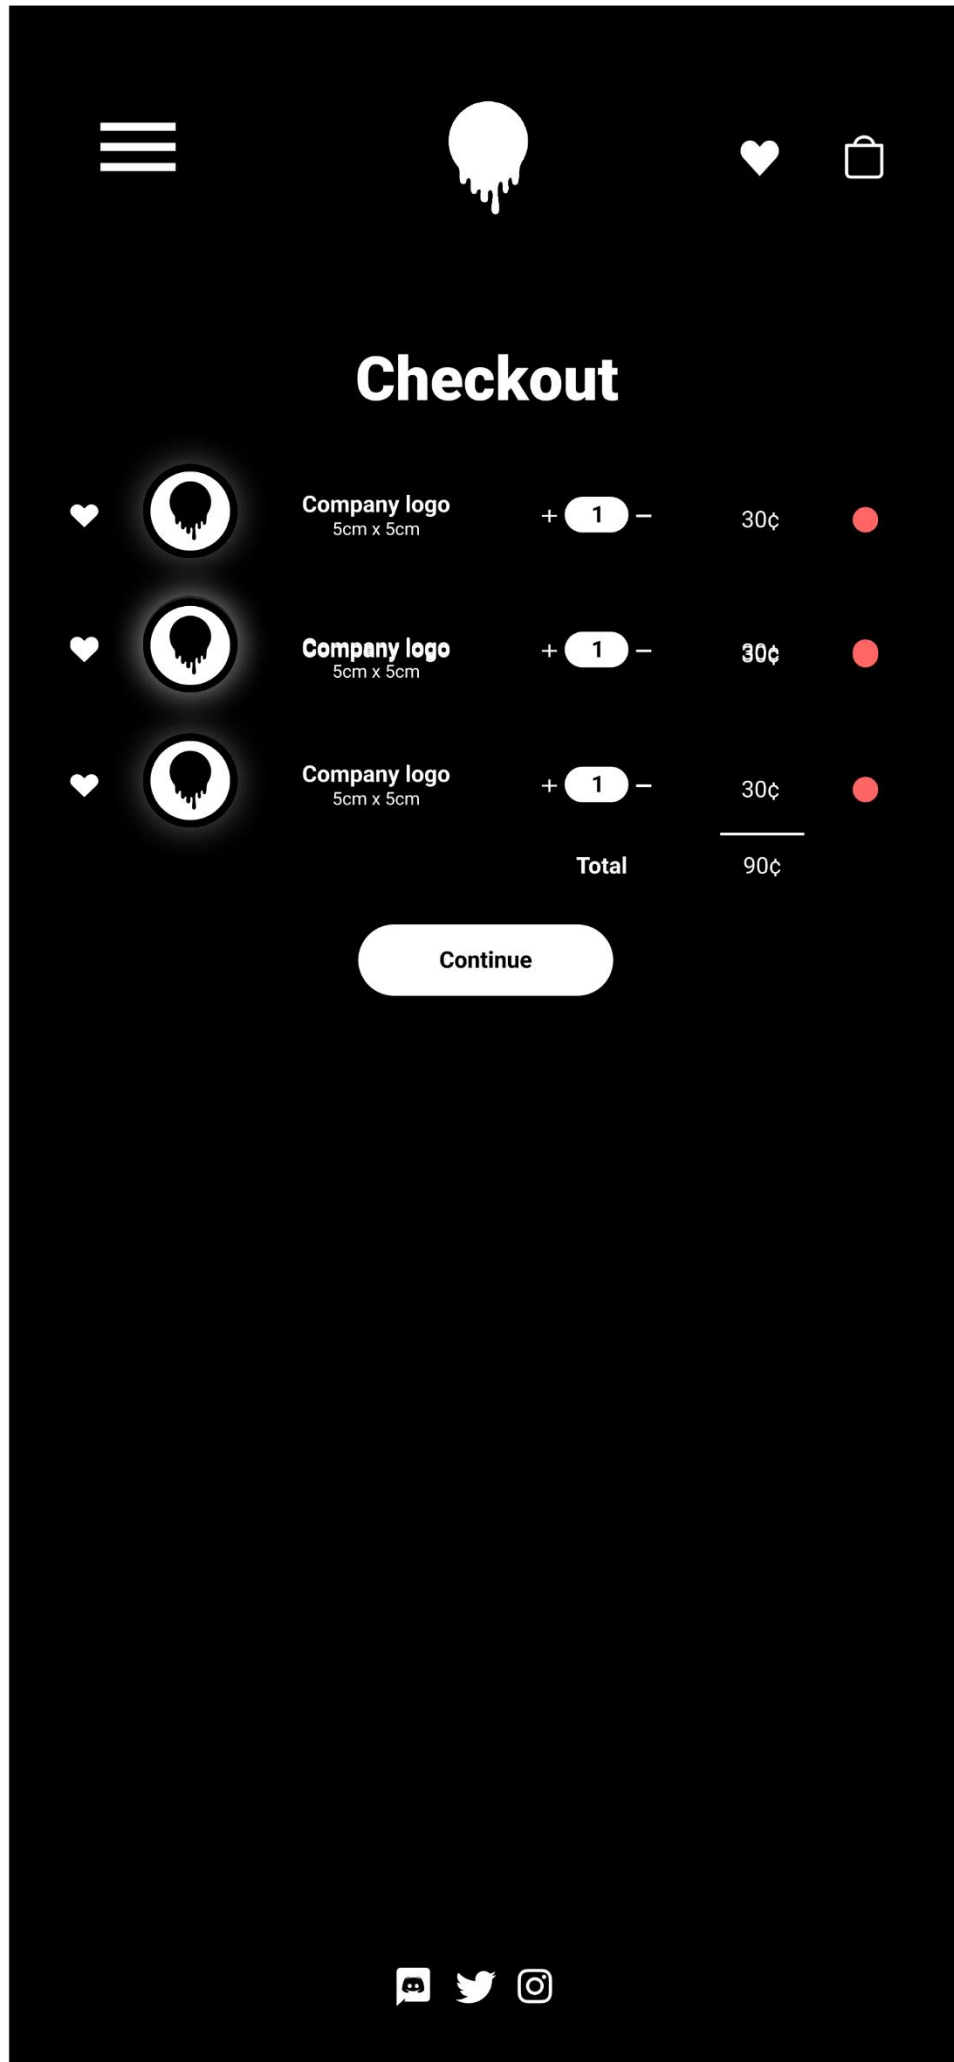 Checkout
Company logo
5cm x 5cm
+ 1 −
30¢
Company logo
5cm x 5cm
+ 1 −
30¢
Company logo
5cm x 5cm
+ 1 −
30¢
Total 90¢
Continue